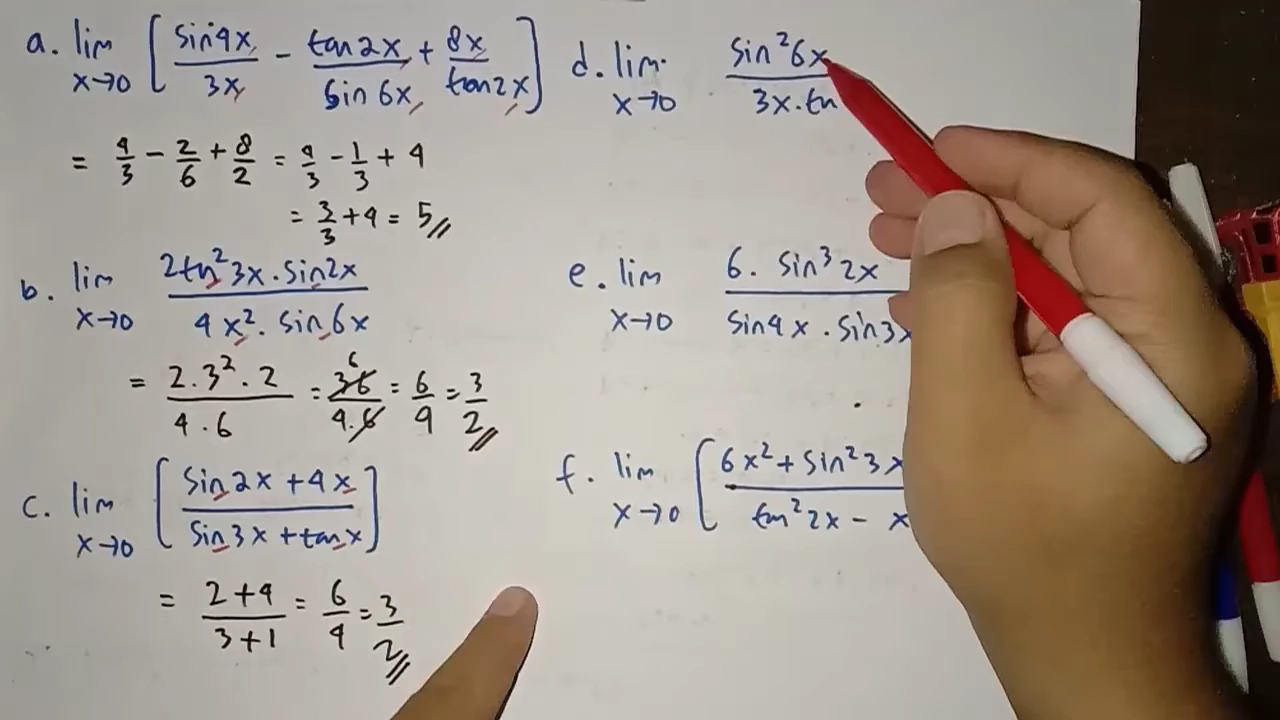 a. lim x→0 [ sin4x/3x - tan2x/sin6x + 8x/tan2x ]
= 4/3 - 2/6 + 8/2 = 4/3 - 1/3 + 4
= 3/3 + 4 = 5
b. lim x→0 2tn²3x . sin2x / 4x² . sin6x
= 2.3².2 / 4.6 = 36/4.6 6 = 6/4 = 3/2
c. lim x→0 [ sin2x + 4x / sin3x + tanx ]
= 2+4 / 3+1 = 6/4 = 3/2
d. lim x→0 sin²6x / 3x . tn
e. lim x→0 6. sin³2x / sin4x . sin3x
f. lim x→0 [ 6x² + sin²3x / tan²2x - x